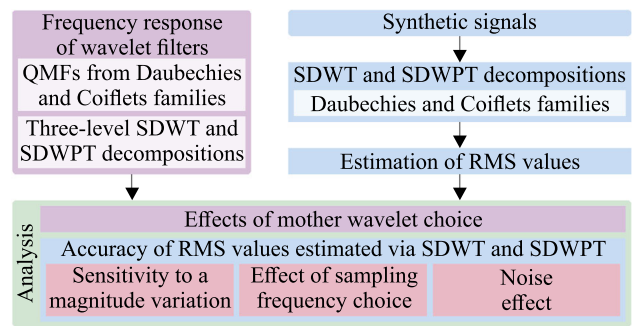 Frequency response
of wavelet filters
QMFs from Daubechies
and Coiflets families
Three-level SDWT and
SDWPT decompositions
Synthetic signals
SDWT and SDWPT decompositions
Daubechies and Coiflets families
Estimation of RMS values
Analysis
Effects of mother wavelet choice
Accuracy of RMS values estimated via SDWT and SDWPT
Sensitivity to a
magnitude variation
Effect of sampling
frequency choice
Noise
effect